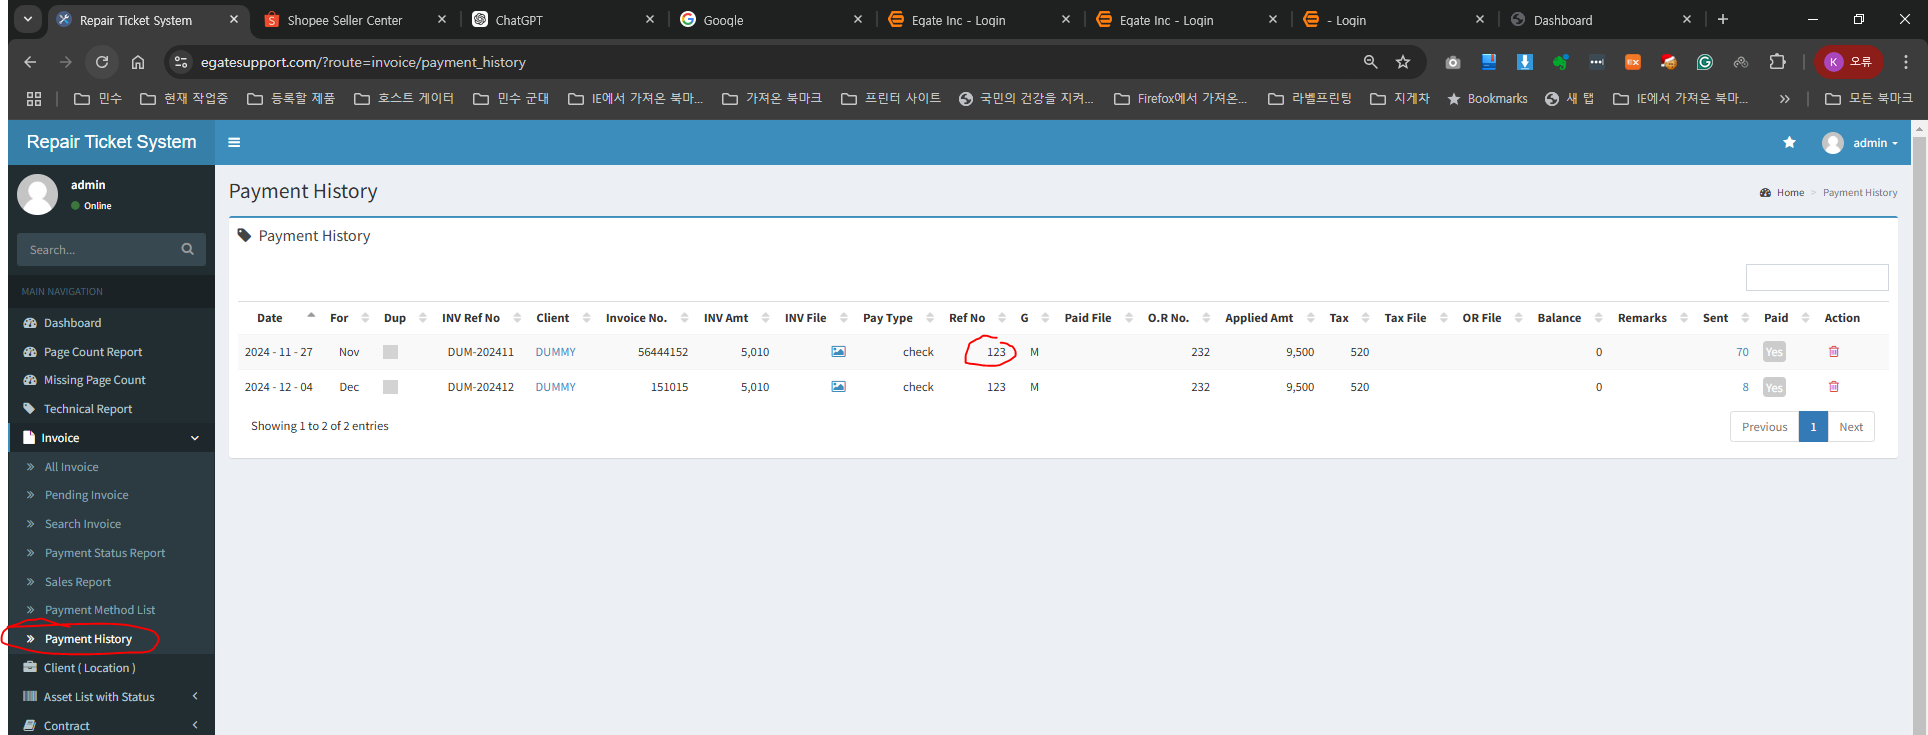 Repair Ticket System
Shopee Seller Center
ChatGPT
Google
Egate Inc - Login
Egate Inc - Login
- Login
Dashboard
egatesupport.com/?route=invoice/payment_history
EX
K 오류
민수
현재 작업중
등록할 제품
호스트 게이터
민수 군대
IE에서 가져온 북마...
가져온 북마크
프린터 사이트
국민의 건강을 지켜...
Firefox에서 가져온...
라벨프린팅
지게차
Bookmarks
새 탭
IE에서 가져온 북마...
모든 북마크
Repair Ticket System
admin
admin
Online
Search...
MAIN NAVIGATION
Dashboard
Page Count Report
Missing Page Count
Technical Report
Invoice
All Invoice
Pending Invoice
Search Invoice
Payment Status Report
Sales Report
Payment Method List
Payment History
Client ( Location )
Asset List with Status
Contract
Payment History
Home > Payment History
Payment History
Date For Dup INV Ref No Client Invoice No. INV Amt INV File Pay Type Ref No G Paid File O.R No. Applied Amt Tax Tax File OR File Balance Remarks Sent Paid Action
2024 - 11 - 27 Nov DUM-202411 DUMMY 56444152 5,010 check 123 M 232 9,500 520 0 70 Yes
2024 - 12 - 04 Dec DUM-202412 DUMMY 151015 5,010 check 123 M 232 9,500 520 0 8 Yes
Showing 1 to 2 of 2 entries
Previous 1 Next